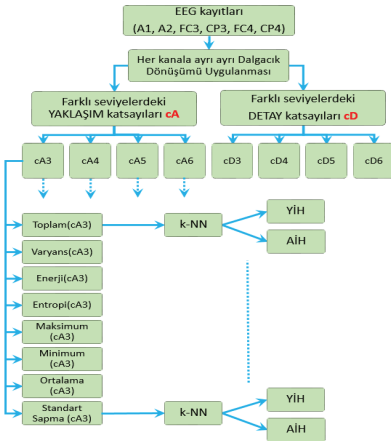 EEG kayıtları
(A1, A2, FC3, CP3, FC4, CP4)
Her kanala ayrı ayrı Dalgacık
Dönüşümü Uygulanması
Farklı seviyelerdeki
YAKLAŞIM katsayıları cA
Farklı seviyelerdeki
DETAY katsayıları cD
cA3
cA4
cA5
cA6
cD3
cD4
cD5
cD6
Toplam(cA3)
k-NN
YİH
AİH
Varyans(cA3)
Enerji(cA3)
Entropi(cA3)
Maksimum
(cA3)
Minimum
(cA3)
Ortalama
(cA3)
Standart
Sapma (cA3)
k-NN
YİH
AİH